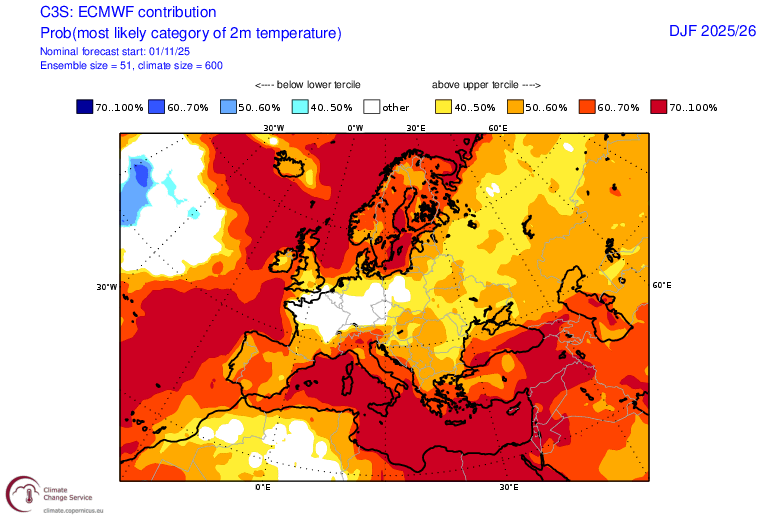 C3S: ECMWF contribution
Prob(most likely category of 2m temperature)
DJF 2025/26
Nominal forecast start: 01/11/25
Ensemble size = 51, climate size = 600
<---- below lower tercile
above upper tercile ---->
70..100% 60..70% 50..60% 40..50% other 40..50% 50..60% 60..70% 70..100%
30°W 0°W 30°E 60°E
30°W
60°E
0°E 30°E
Climate
Change Service
climate.copernicus.eu